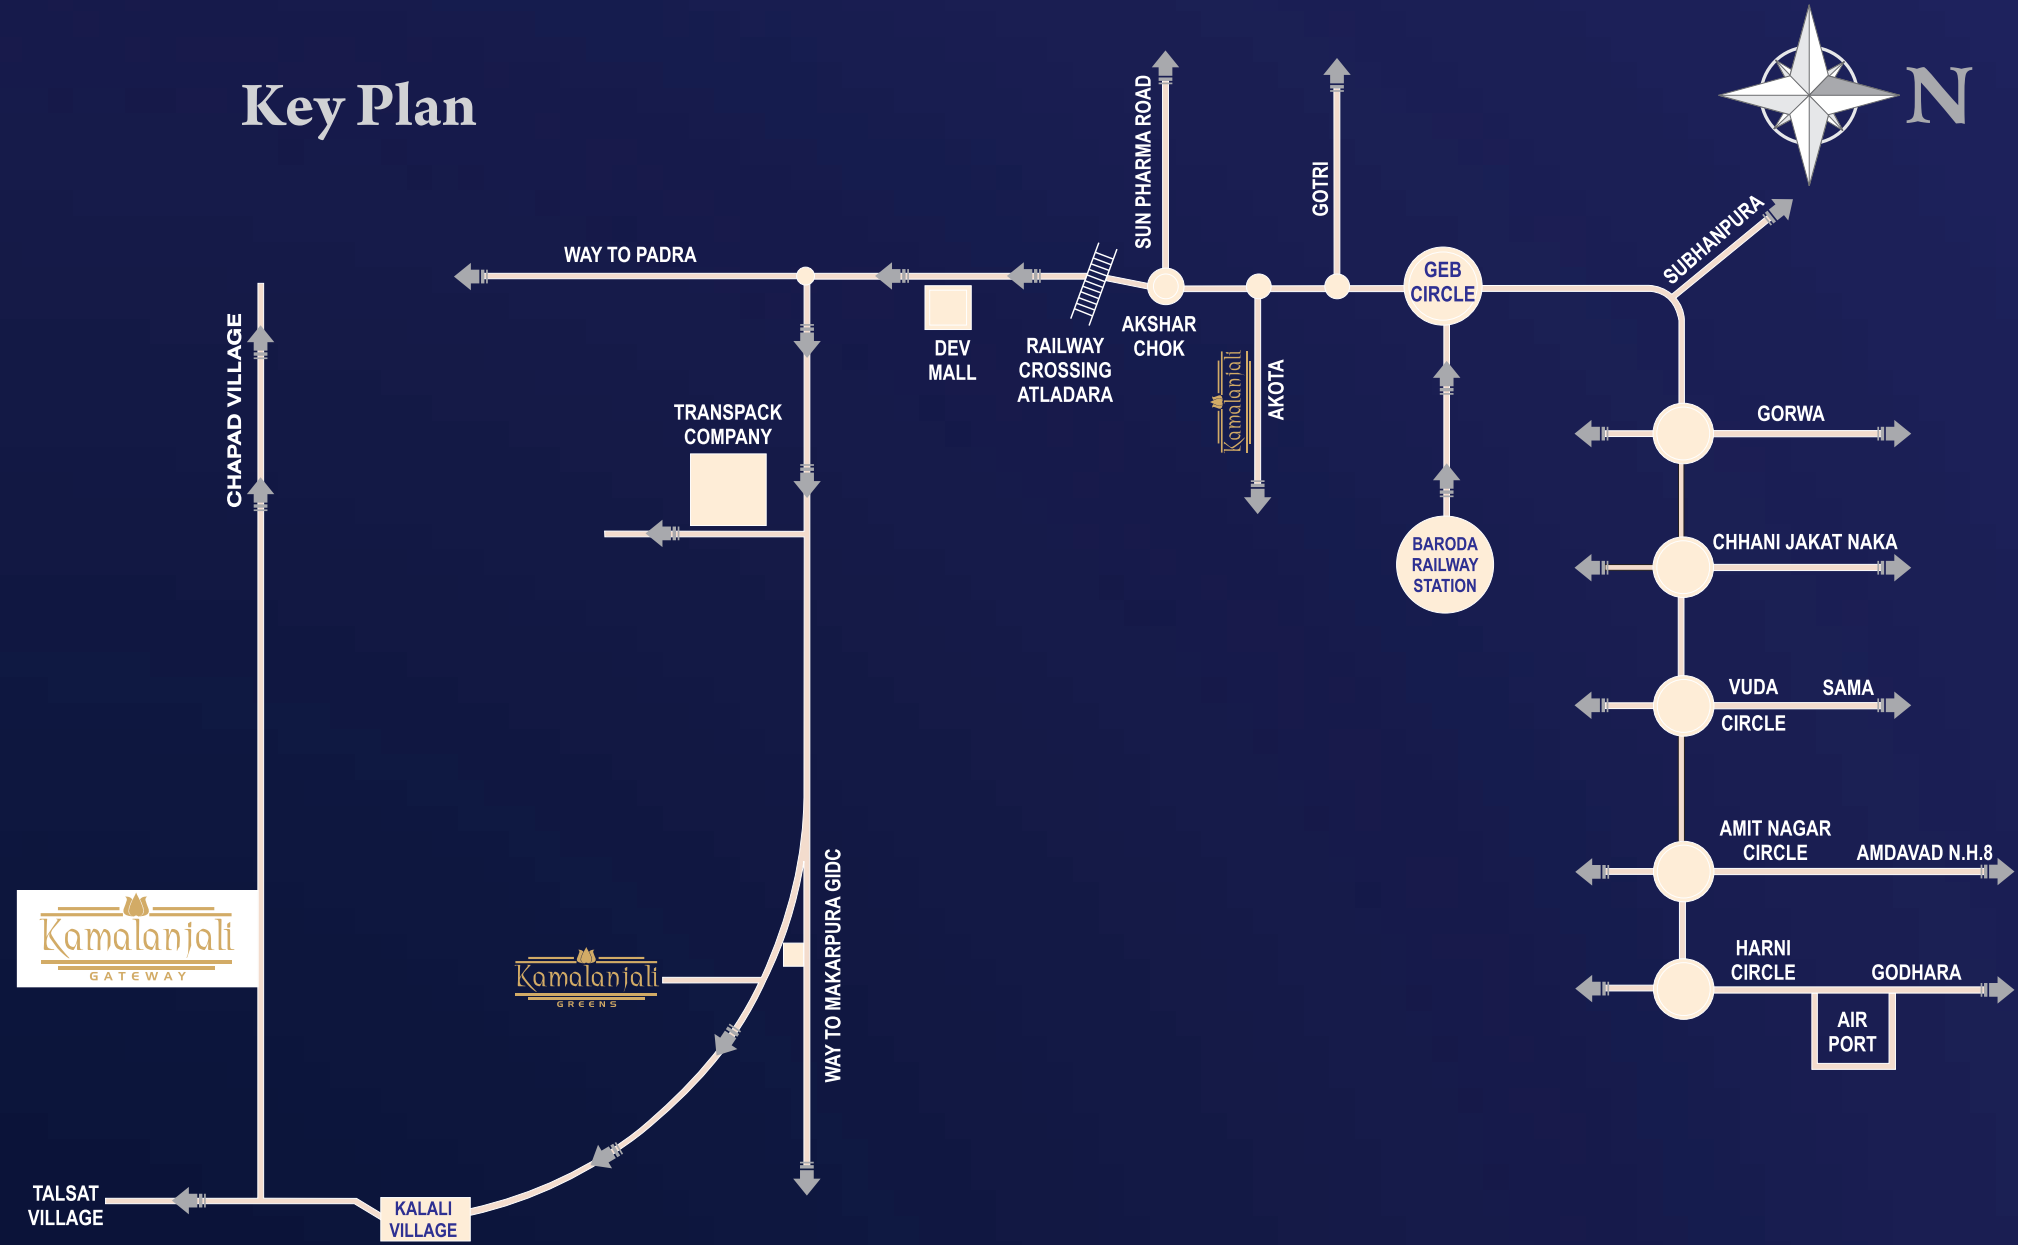 Key Plan
N
SUN PHARMA ROAD
GOTRI
SUBHANPURA
WAY TO PADRA
GEB
CIRCLE
CHAPAD VILLAGE
DEV
MALL
RAILWAY
CROSSING
ATLADARA
AKSHAR
CHOK
Kamalanjali
AKOTA
TRANSPACK
COMPANY
GORWA
BARODA
RAILWAY
STATION
CHHANI JAKAT NAKA
VUDA
CIRCLE
SAMA
AMIT NAGAR
CIRCLE
AMDAVAD N.H.8
WAY TO MAKARPURA GIDC
Kamalanjali
GATEWAY
Kamalanjali
GREENS
HARNI
CIRCLE
GODHARA
AIR
PORT
TALSAT
VILLAGE
KALALI
VILLAGE